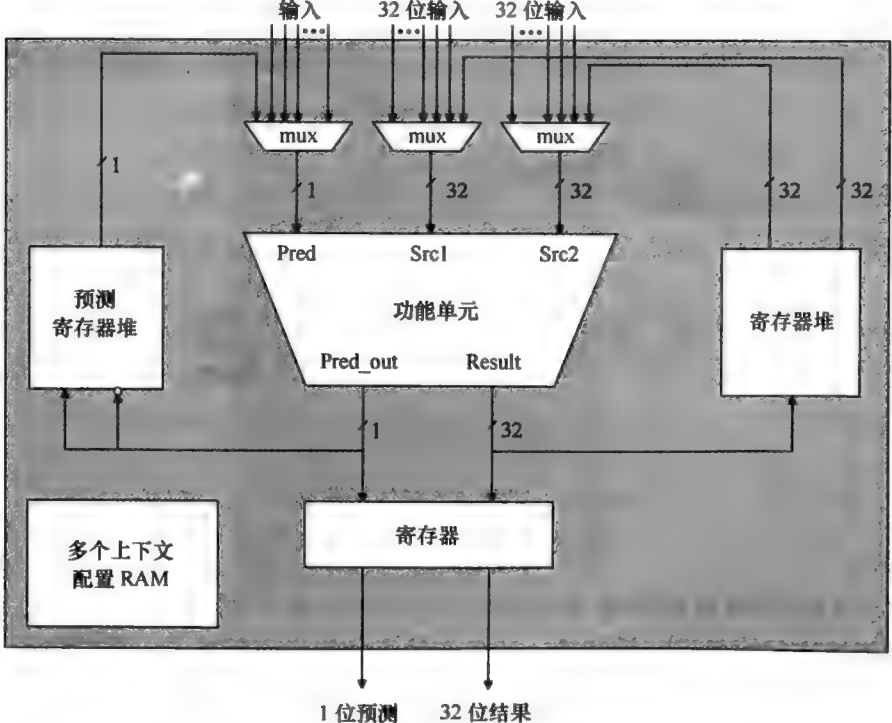 输入
32 位输入
32 位输入
mux
mux
mux
1
1
32
32
32
32
Pred
Src1
Src2
预测
寄存器堆
功能单元
寄存器堆
Pred_out
Result
1
32
寄存器
多个上下文
配置 RAM
1 位预测
32 位结果